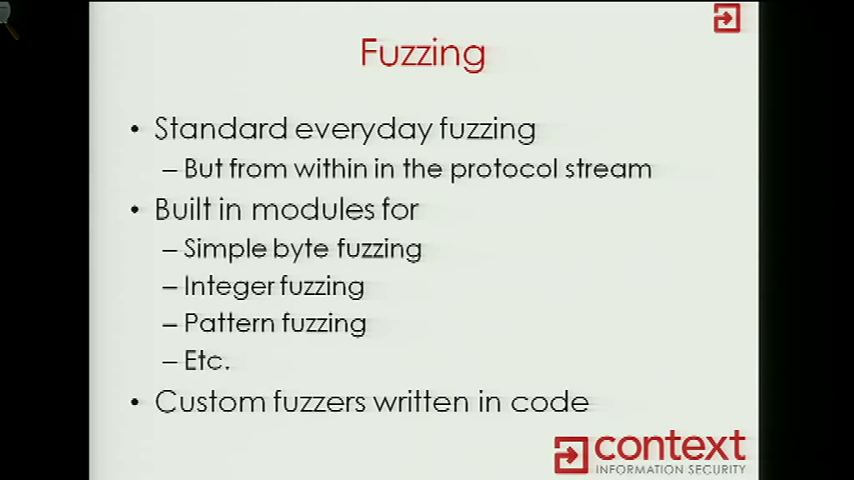 Fuzzing
• Standard everyday fuzzing
– But from within in the protocol stream
• Built in modules for
– Simple byte fuzzing
– Integer fuzzing
– Pattern fuzzing
– Etc.
• Custom fuzzers written in code
context
INFORMATION SECURITY